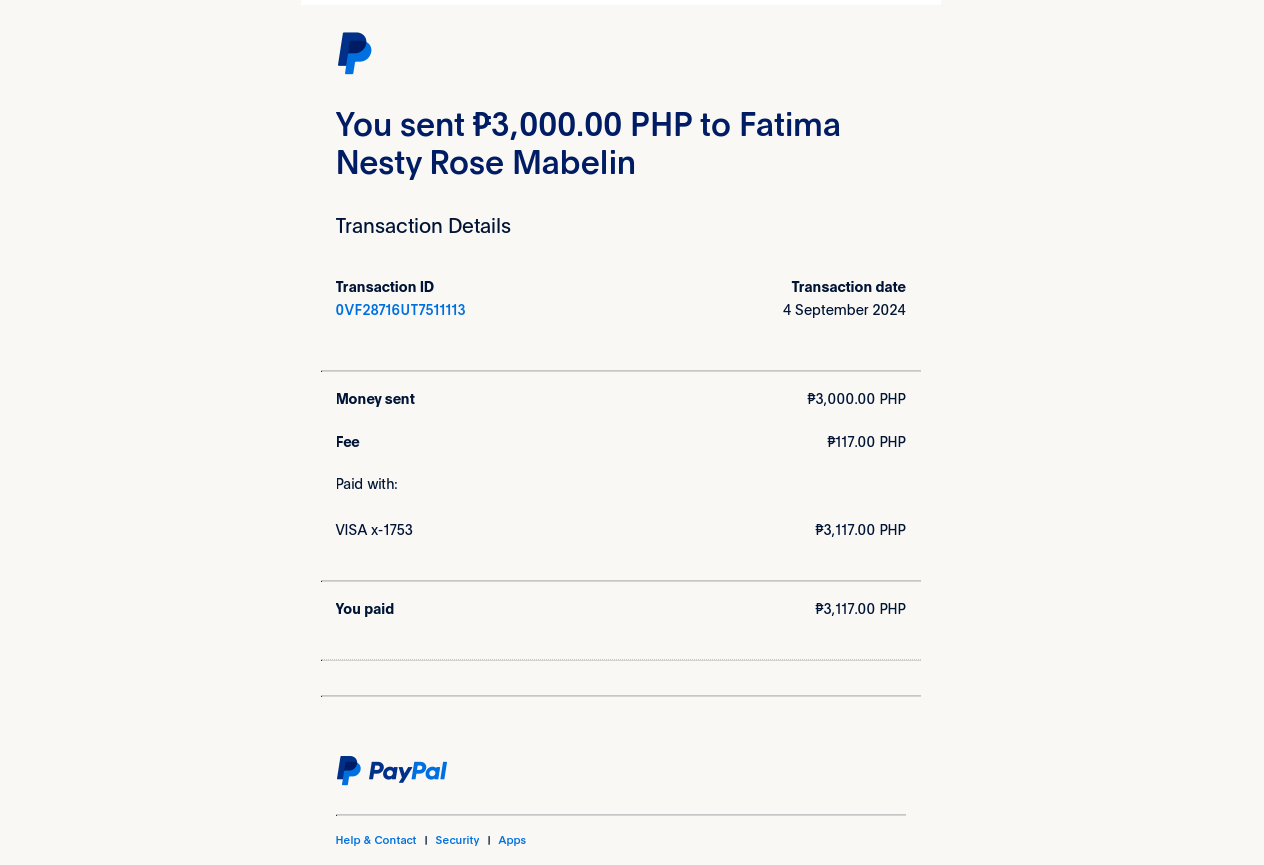 You sent ₱3,000.00 PHP to Fatima
Nesty Rose Mabelin
Transaction Details
Transaction ID
0VF28716UT7511113
Transaction date
4 September 2024
Money sent ₱3,000.00 PHP
Fee ₱117.00 PHP
Paid with:
VISA x-1753 ₱3,117.00 PHP
You paid ₱3,117.00 PHP
PayPal
Help & Contact | Security | Apps